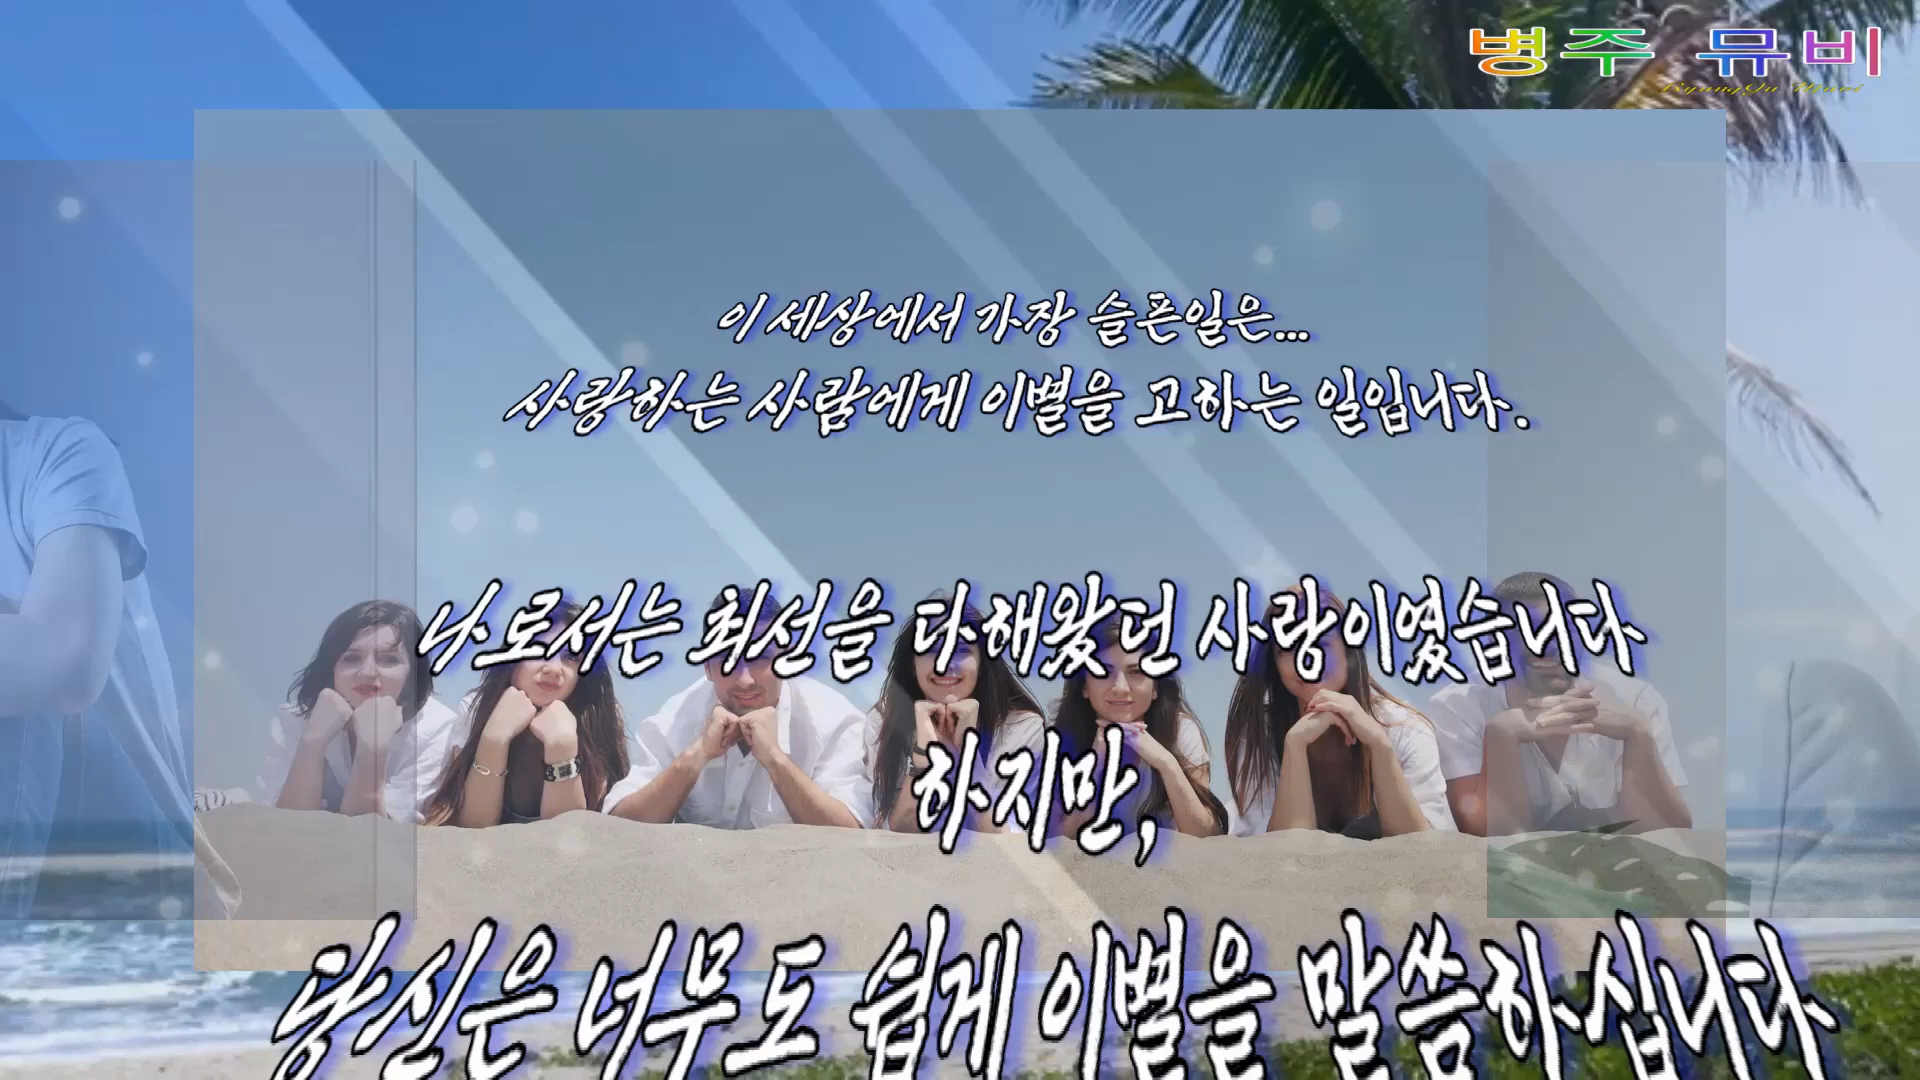 병주 뮤비
ByungJu Mjuvi
이 세상에서 가장 슬픈일은...
사랑하는 사람에게 이별을 고하는 일입니다.
나로서는 최선을 다해왔던 사랑이였습니다
하지만,
당신은 너무도 쉽게 이별을 말씀하십니다